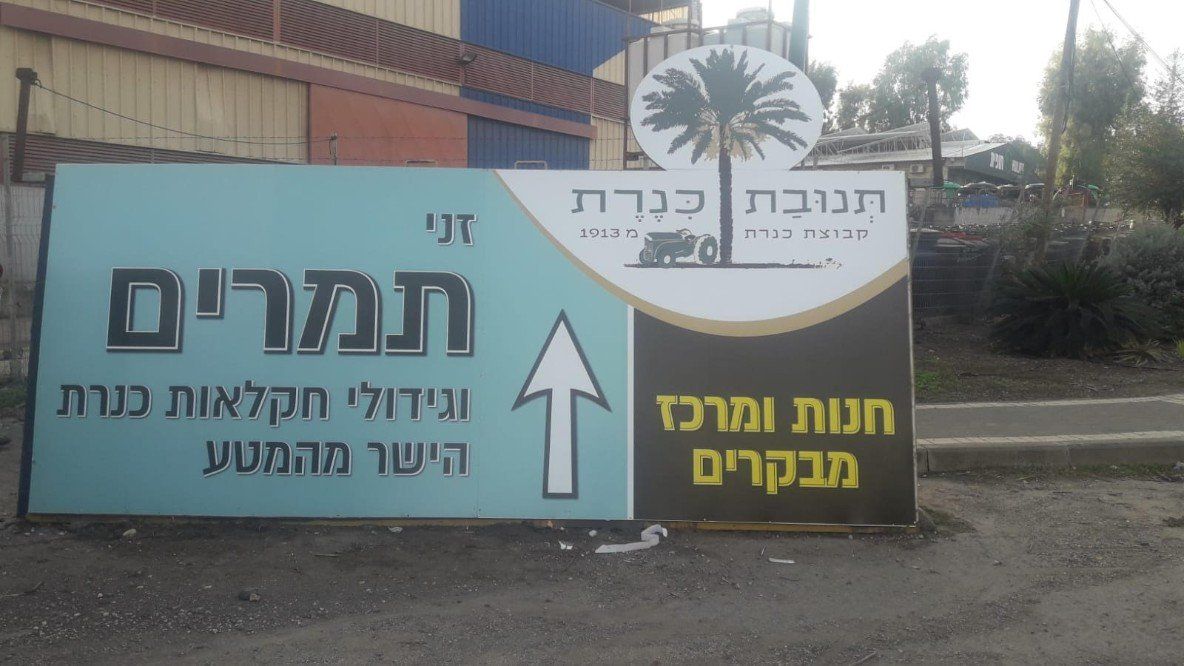 תְּנוּבַת כִּנֶרֶת
קבוצת כנרת מ 1913
חנות ומרכז
מבקרים
זני
תמרים
וגידולי חקלאות כנרת
הישר מהמטע